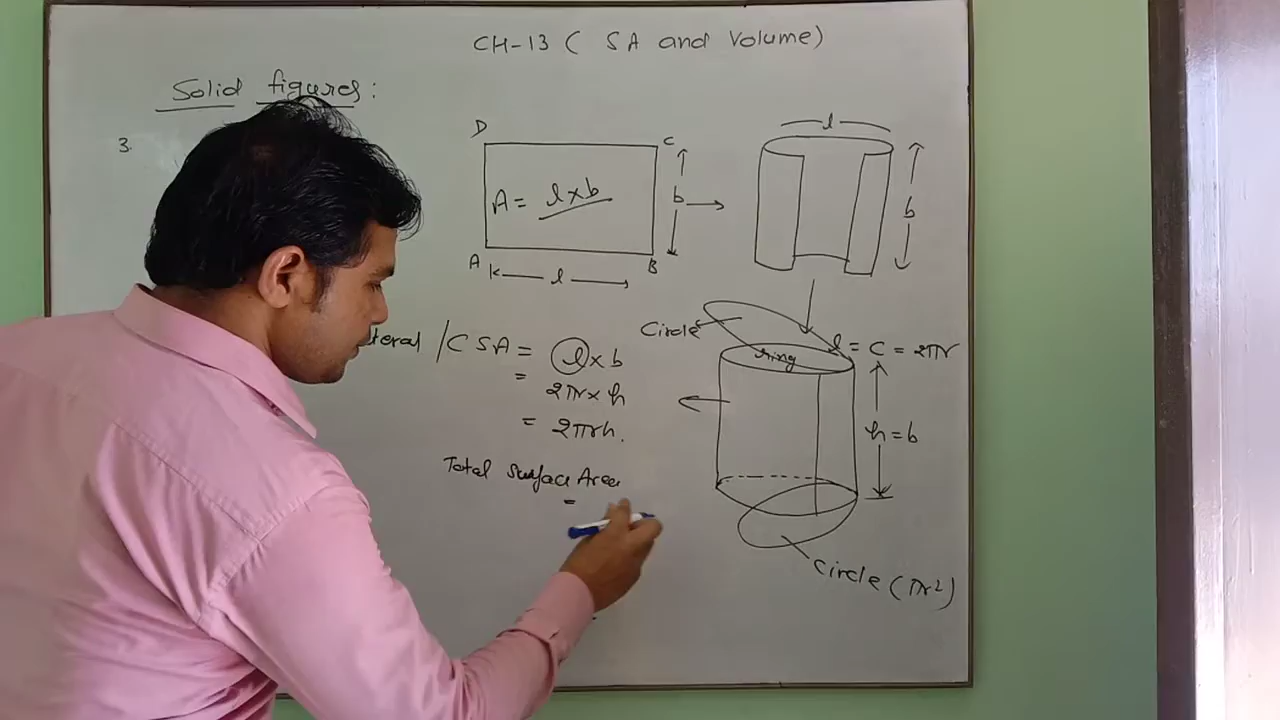 CH-13 ( SA and Volume)
Solid figures:
3.
D
C
A = l×b
b
A
l
B
l
b
Circle
ring
l = C = 2πr
h = b
Circle (πr²)
/CSA = l×b
= 2πr×h
= 2πrh.
Total Surface Area
=